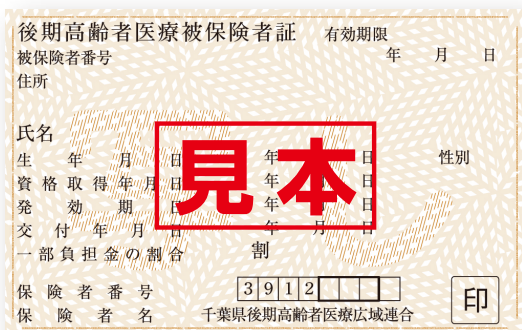 後期高齢者医療被保険者証 有効期限
被保険者番号 年 月 日
住所
氏名
生年月日 年 月 日 性別
資格取得年月日 年 月 日
発効期日 年 月 日
交付年月日 年 月 日
一部負担金の割合 割
見本
保険者番号 3912
保険者名 千葉県後期高齢者医療広域連合
印